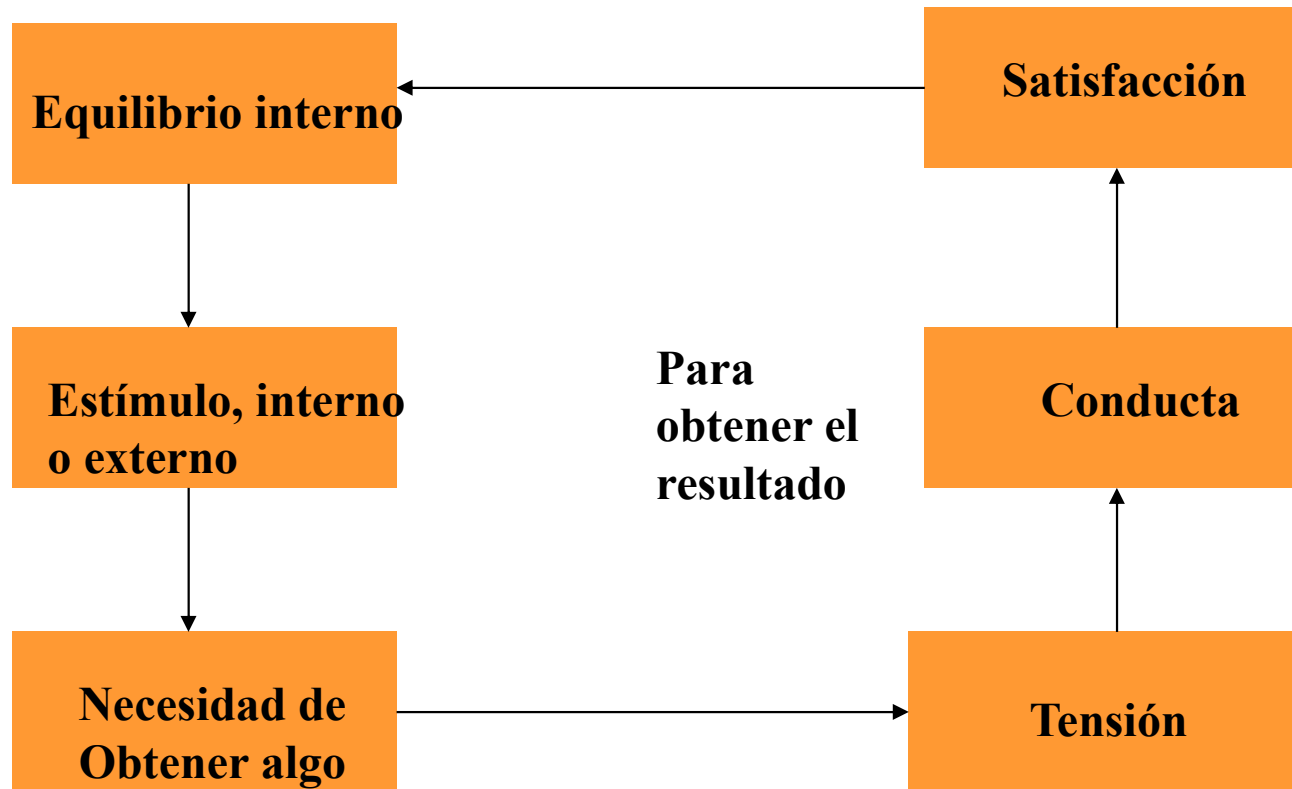 Equilibrio interno
Satisfacción
Estímulo, interno
o externo
Para
obtener el
resultado
Conducta
Necesidad de
Obtener algo
Tensión